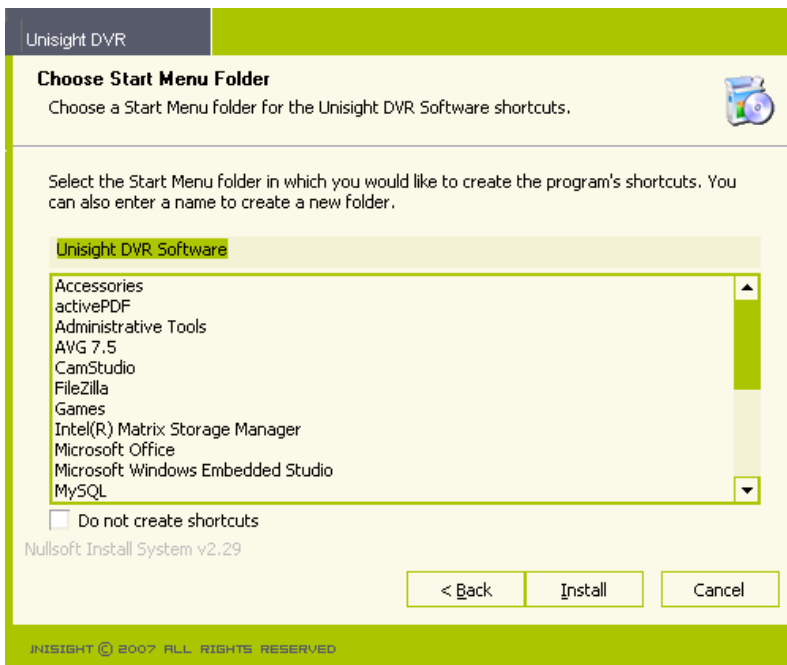 Unisight DVR
Choose Start Menu Folder
Choose a Start Menu folder for the Unisight DVR Software shortcuts.
Select the Start Menu folder in which you would like to create the program's shortcuts. You
can also enter a name to create a new folder.
Unisight DVR Software
Accessories
activePDF
Administrative Tools
AVG 7.5
CamStudio
FileZilla
Games
Intel(R) Matrix Storage Manager
Microsoft Office
Microsoft Windows Embedded Studio
MySQL
Do not create shortcuts
Nullsoft Install System v2.29
< Back
Install
Cancel
UNISIGHT © 2007 ALL RIGHTS RESERVED